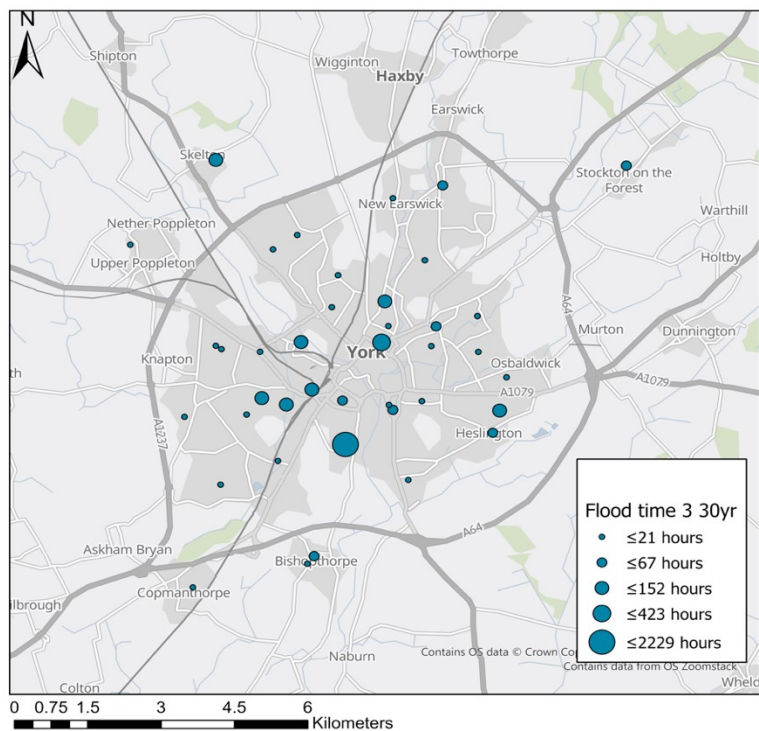 N
Shipton
Wigginton
Haxby
Towthorpe
Earswick
Skelton
Stockton on the
Forest
New Earswick
Nether Poppleton
Warthill
Upper Poppleton
Holtby
A64
Murton
Dunnington
Knapton
York
Osbaldwick
A1079
A1079
A1237
Heslington
A64
Askham Bryan
Bishopthorpe
Copmanthorpe
ilbrough
Naburn
Colton
Flood time 3 30yr
≤21 hours
≤67 hours
≤152 hours
≤423 hours
≤2229 hours
Contains OS data © Crown Cop
Contains data from OS Zoomstack
Wheld
0 0.75 1.5 3 4.5 6
Kilometers